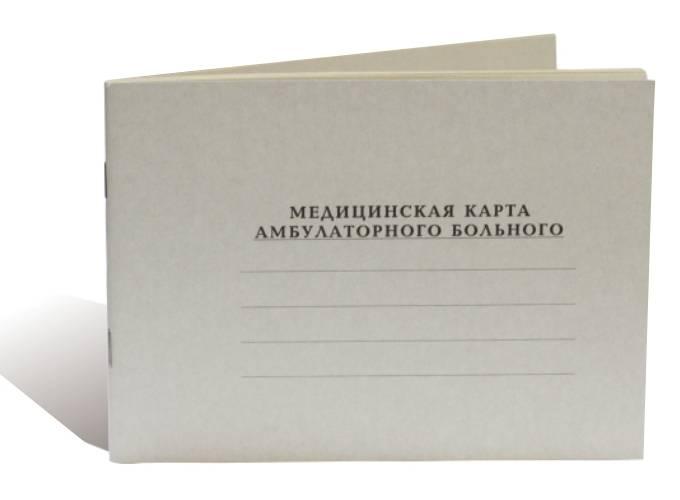 МЕДИЦИНСКАЯ КАРТА
АМБУЛАТОРНОГО БОЛЬНОГО